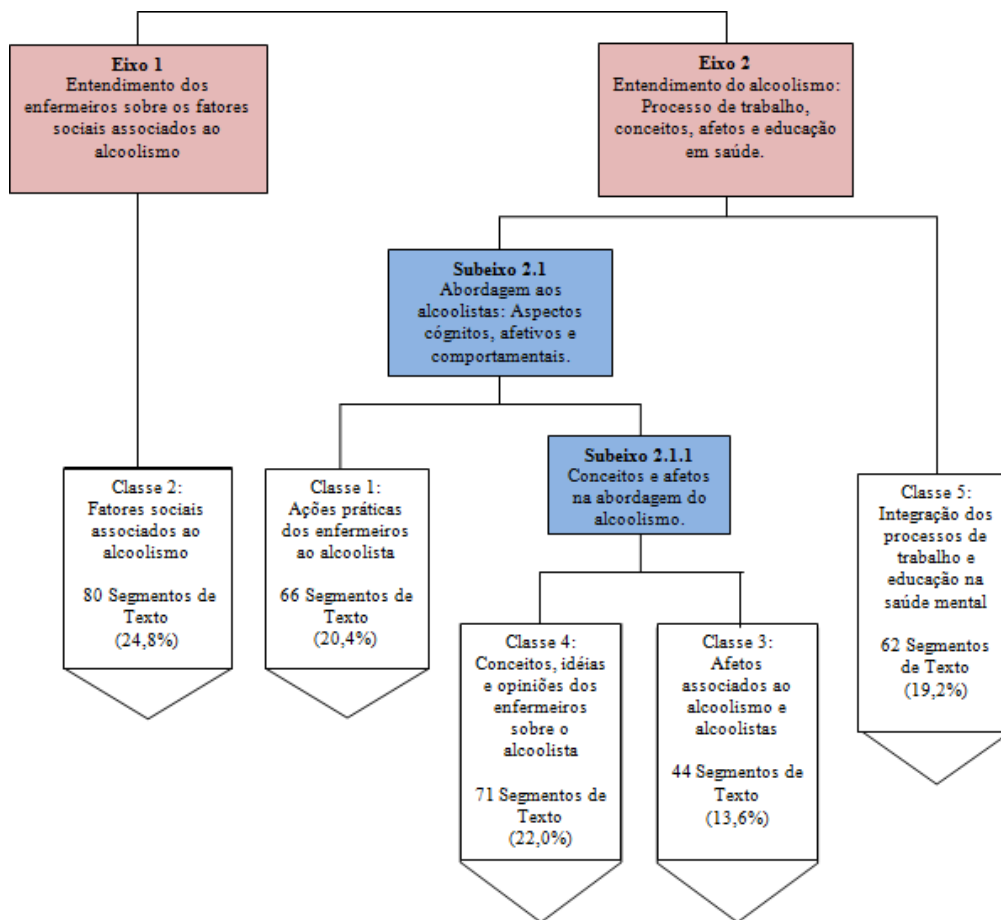 Eixo 1
Entendimento dos
enfermeiros sobre os fatores
sociais associados ao
alcoolismo
Eixo 2
Entendimento do alcoolismo:
Processo de trabalho,
conceitos, afetos e educação
em saúde.
Subeixo 2.1
Abordagem aos
alcoolistas: Aspectos
cógnitos, afetivos e
comportamentais.
Subeixo 2.1.1
Conceitos e afetos
na abordagem do
alcoolismo.
Classe 2:
Fatores sociais
associados ao
alcoolismo
80 Segmentos de
Texto
(24,8%)
Classe 1:
Ações práticas
dos enfermeiros
ao alcoolista
66 Segmentos de
Texto
(20,4%)
Classe 4:
Conceitos, idéias
e opiniões dos
enfermeiros
sobre o
alcoolista
71 Segmentos de
Texto
(22,0%)
Classe 3:
Afetos
associados ao
alcoolismo e
alcoolistas
44 Segmentos de
Texto
(13,6%)
Classe 5:
Integração dos
processos de
trabalho e
educação na
saúde mental
62 Segmentos
de Texto
(19,2%)